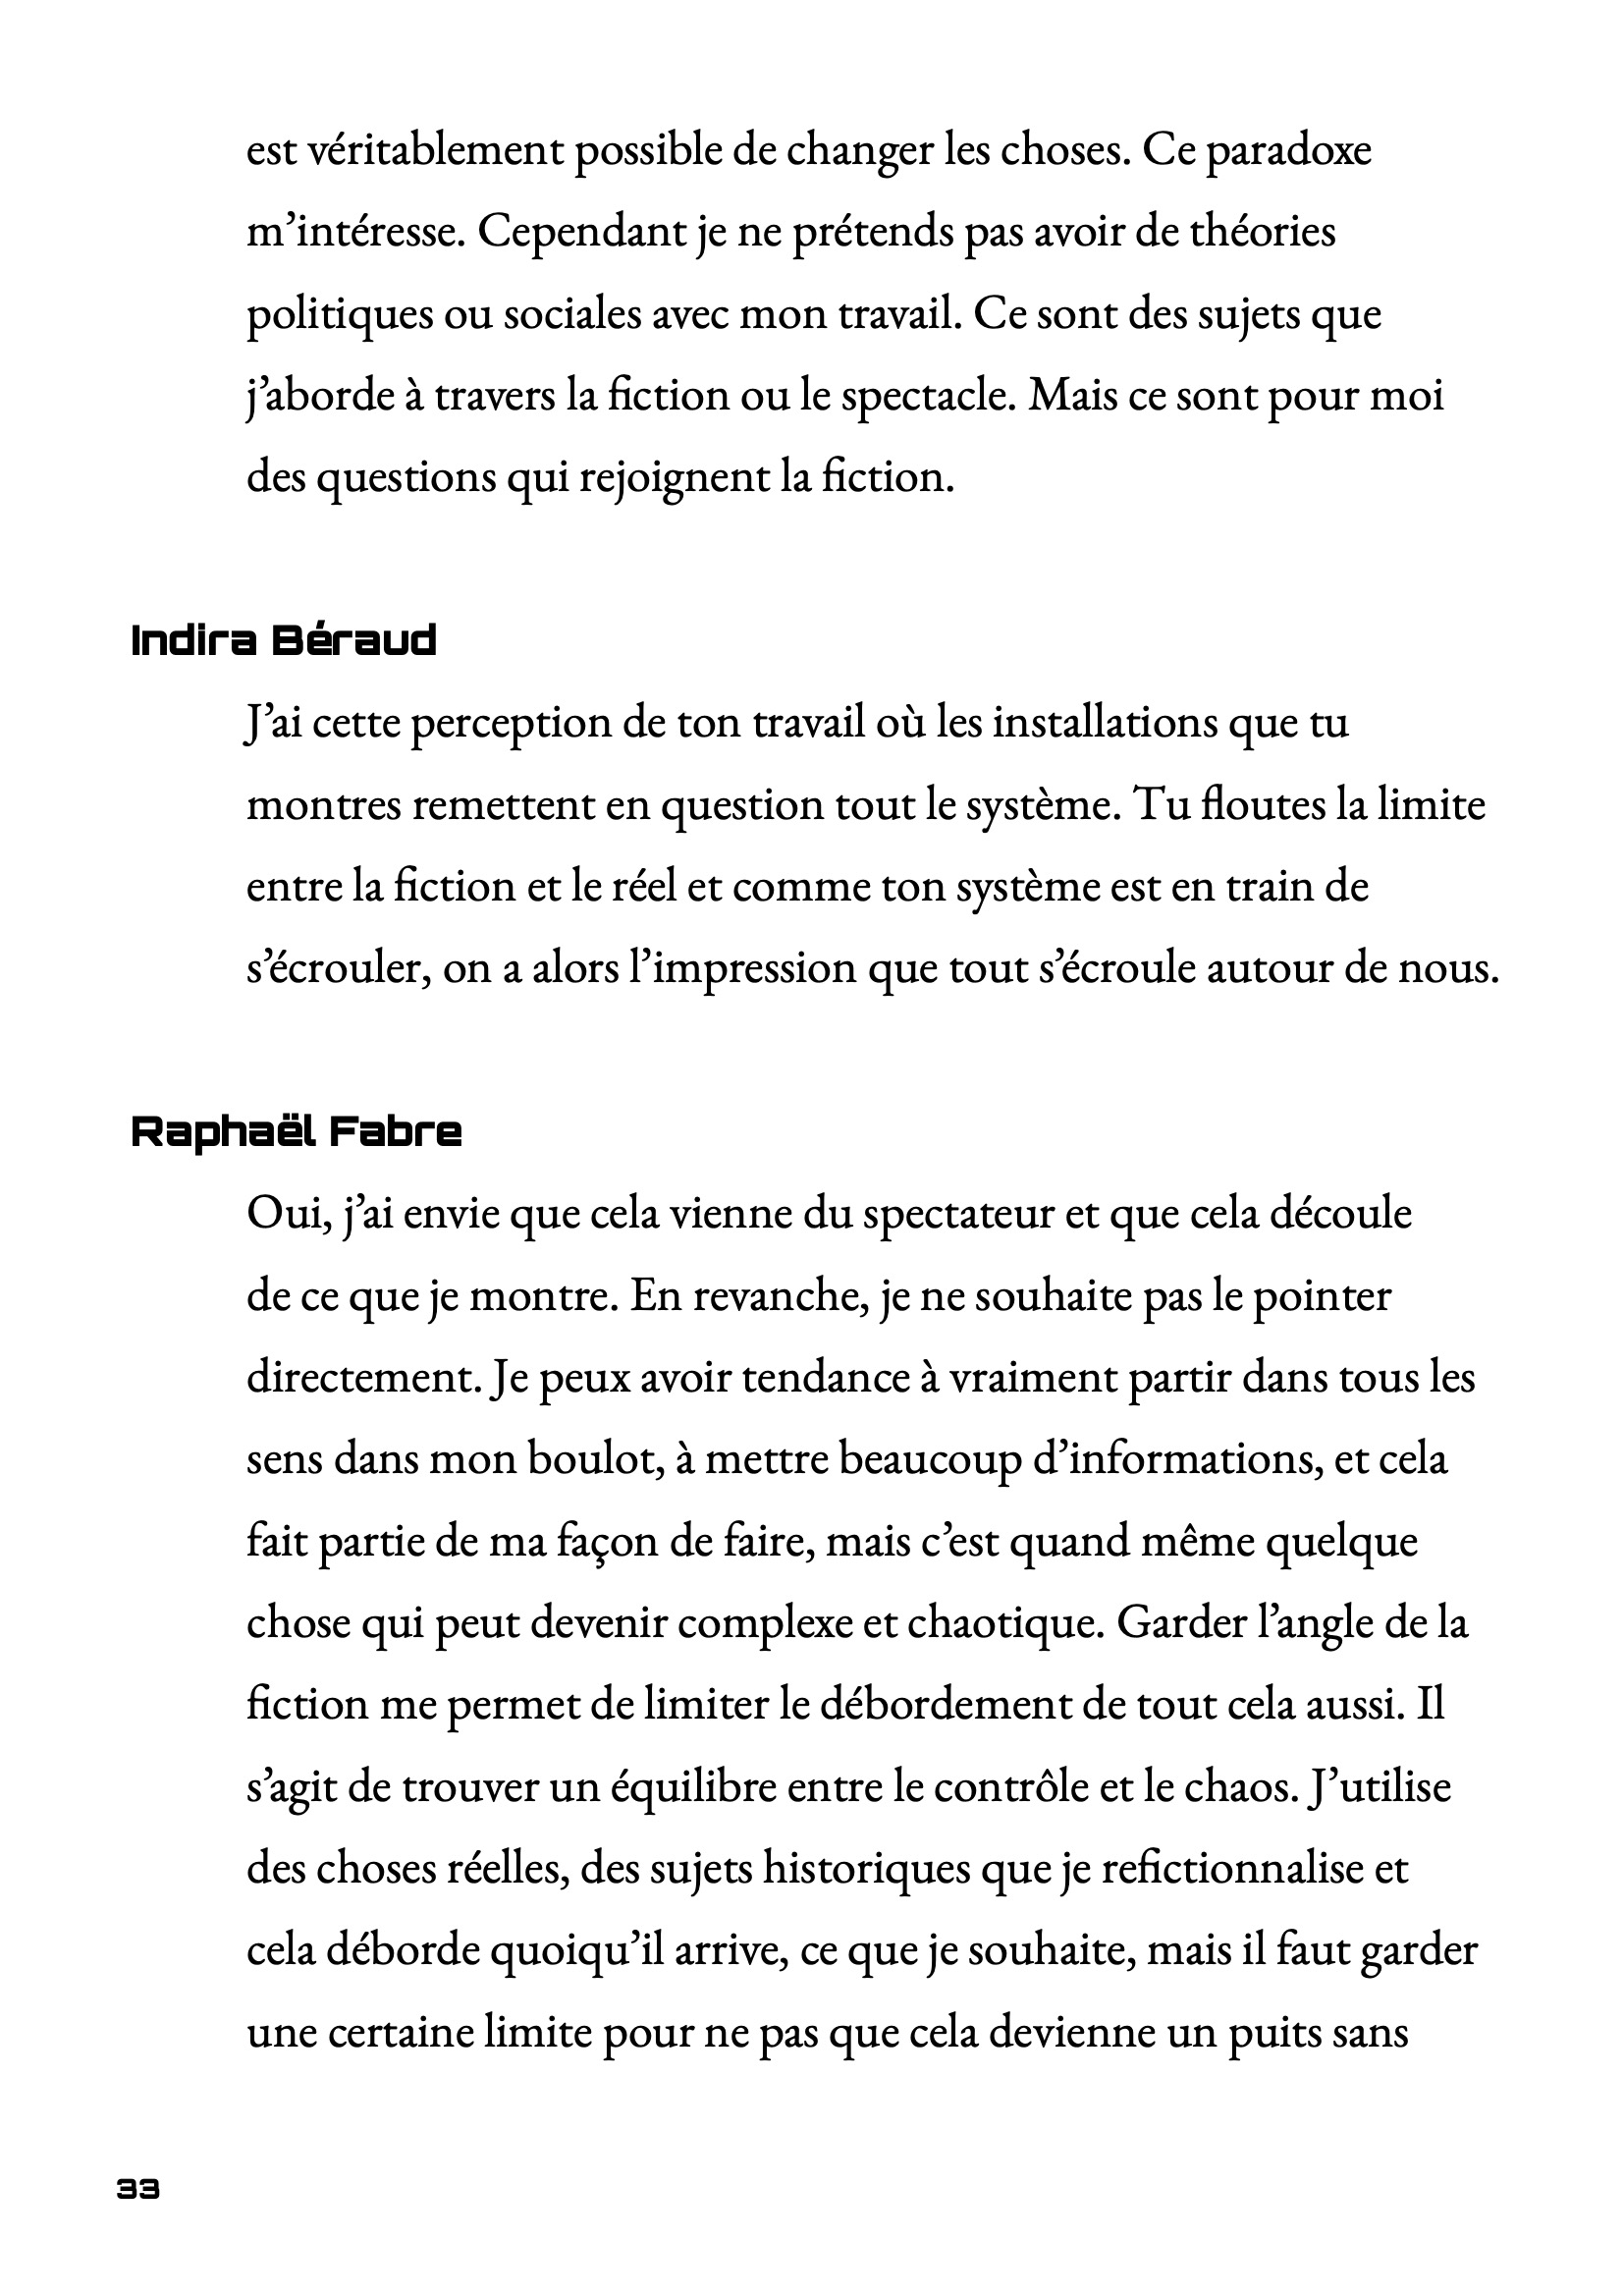 est véritablement possible de changer les choses. Ce paradoxe
m’intéresse. Cependant je ne prétends pas avoir de théories
politiques ou sociales avec mon travail. Ce sont des sujets que
j’aborde à travers la fiction ou le spectacle. Mais ce sont pour moi
des questions qui rejoignent la fiction.
Indira Béraud
J’ai cette perception de ton travail où les installations que tu
montres remettent en question tout le système. Tu floutes la limite
entre la fiction et le réel et comme ton système est en train de
s’écrouler, on a alors l’impression que tout s’écroule autour de nous.
Raphaël Fabre
Oui, j’ai envie que cela vienne du spectateur et que cela découle
de ce que je montre. En revanche, je ne souhaite pas le pointer
directement. Je peux avoir tendance à vraiment partir dans tous les
sens dans mon boulot, à mettre beaucoup d’informations, et cela
fait partie de ma façon de faire, mais c’est quand même quelque
chose qui peut devenir complexe et chaotique. Garder l’angle de la
fiction me permet de limiter le débordement de tout cela aussi. Il
s’agit de trouver un équilibre entre le contrôle et le chaos. J’utilise
des choses réelles, des sujets historiques que je refictionnalise et
cela déborde quoiqu’il arrive, ce que je souhaite, mais il faut garder
une certaine limite pour ne pas que cela devienne un puits sans
33